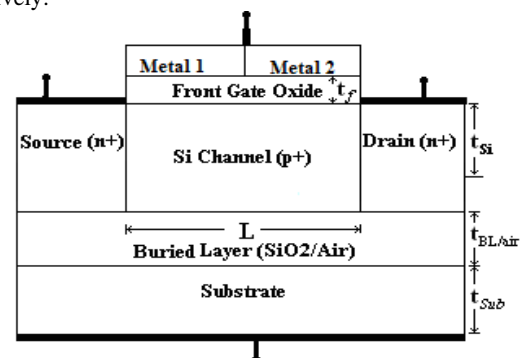 ively.
Metal 1 Metal 2
Front Gate Oxide t_f
Source (n+) Si Channel (p+) Drain (n+) t_Si
L
Buried Layer (SiO2/Air) t_BL/air
Substrate t_Sub